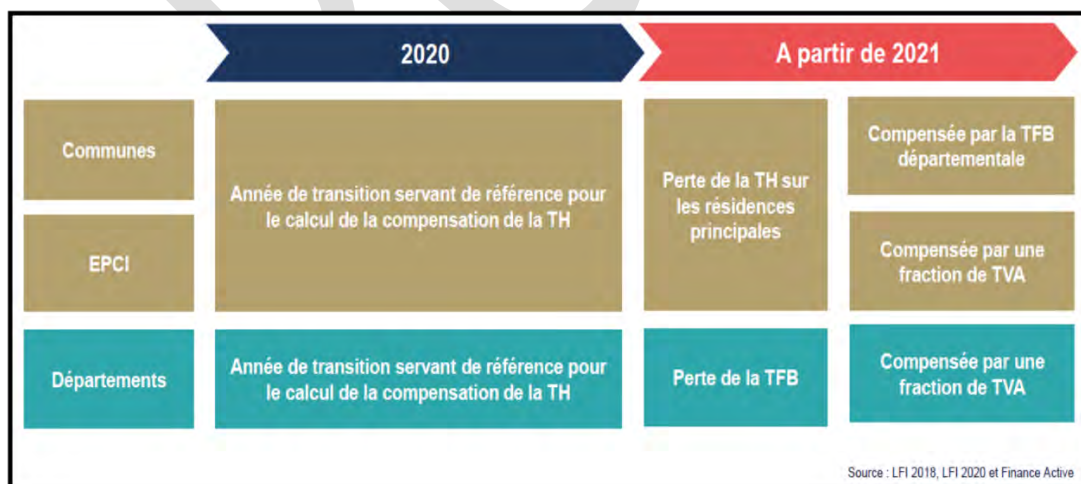 2020
A partir de 2021
Communes
EPCI
Année de transition servant de référence pour
le calcul de la compensation de la TH
Perte de la TH sur
les résidences
principales
Compensée par la TFB
départementale
Compensée par une
fraction de TVA
Départements
Année de transition servant de référence pour
le calcul de la compensation de la TH
Perte de la TFB
Compensée par une
fraction de TVA
Source : LFI 2018, LFI 2020 et Finance Active